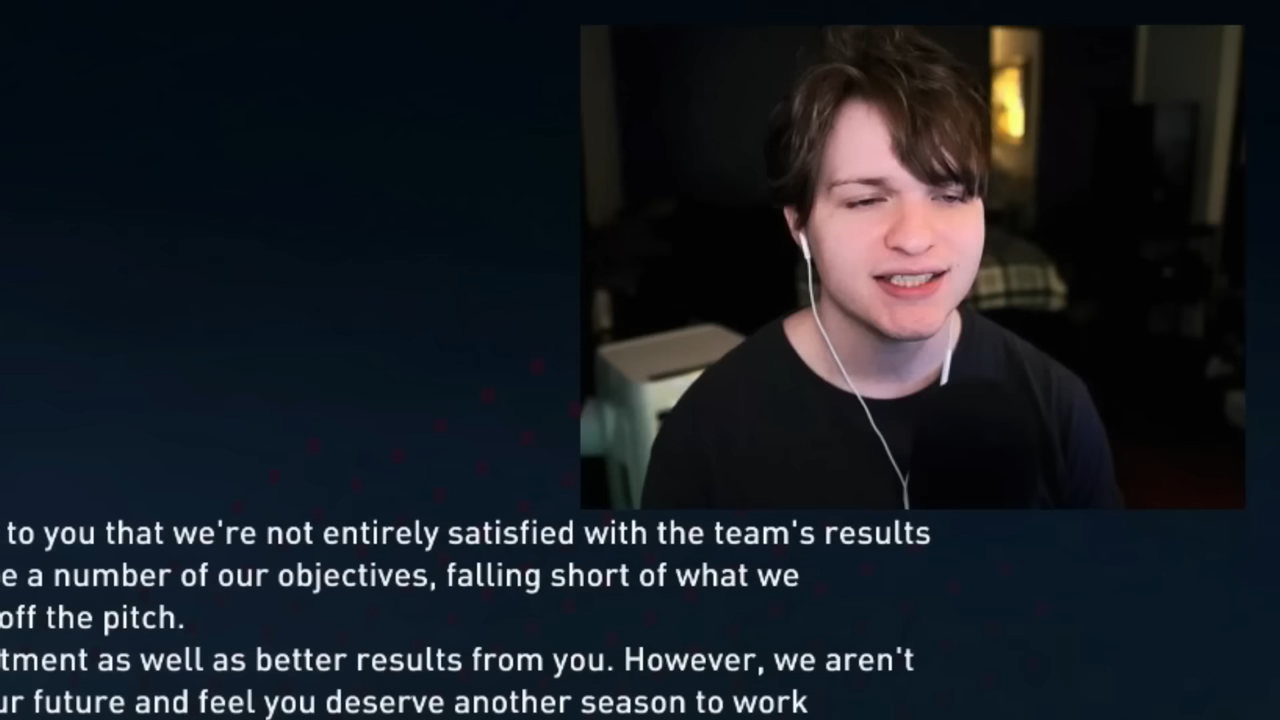 to you that we're not entirely satisfied with the team's results
e a number of our objectives, falling short of what we
off the pitch.
tment as well as better results from you. However, we aren't
ur future and feel you deserve another season to work